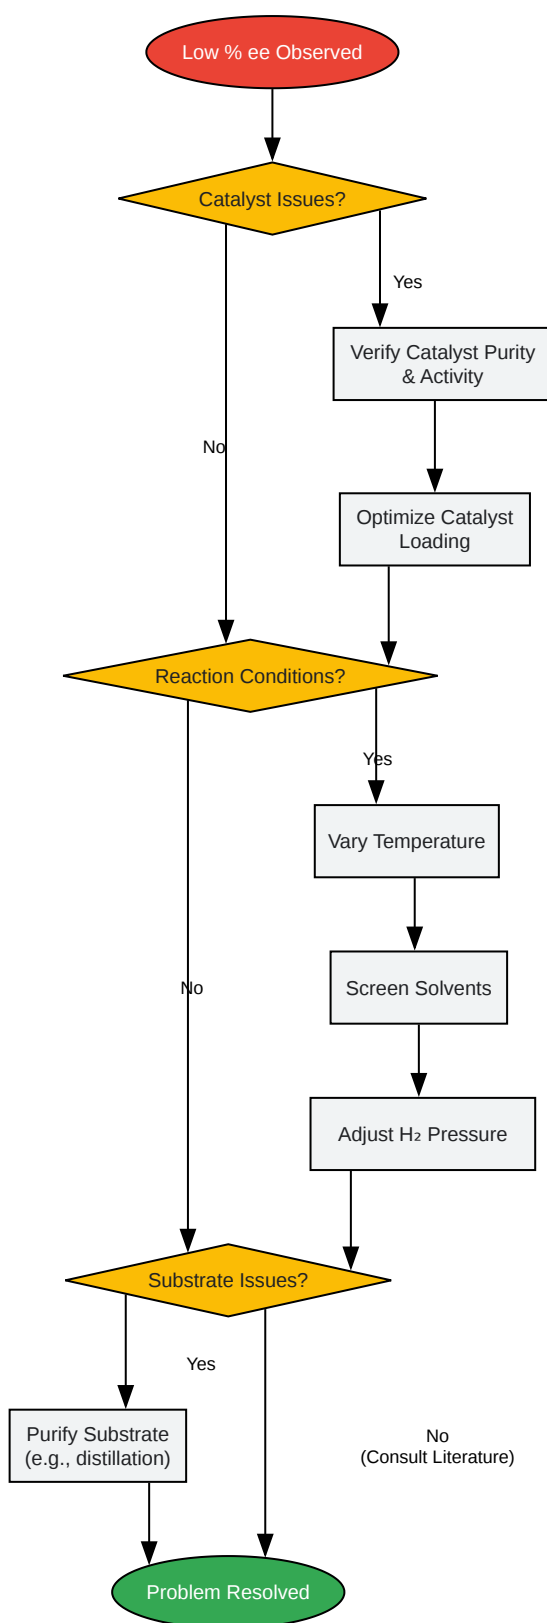 Low % ee Observed
Catalyst Issues?
Yes
Verify Catalyst Purity
& Activity
No
Optimize Catalyst
Loading
Reaction Conditions?
Yes
Vary Temperature
No
Screen Solvents
Adjust H₂ Pressure
Substrate Issues?
Yes
Purify Substrate
(e.g., distillation)
No
(Consult Literature)
Problem Resolved